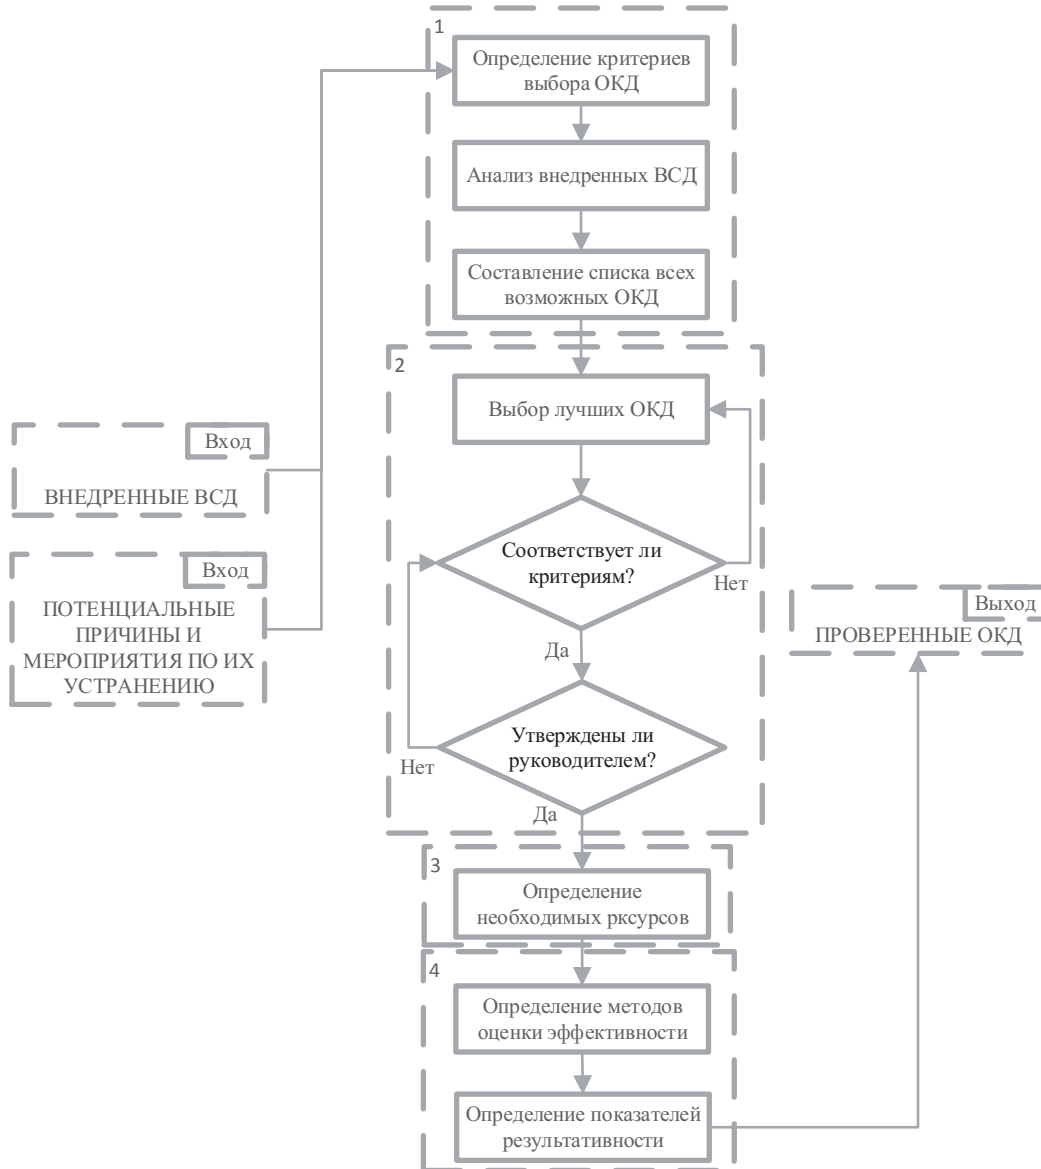 1
Определение критериев
выбора ОКД
Анализ внедренных ВСД
Составление списка всех
возможных ОКД
2
Выбор лучших ОКД
Вход
ВНЕДРЕННЫЕ ВСД
Соответствует ли
критериям?
Нет
Да
Вход
ПОТЕНЦИАЛЬНЫЕ
ПРИЧИНЫ И
МЕРОПРИЯТИЯ ПО ИХ
УСТРАНЕНИЮ
Выход
ПРОВЕРЕННЫЕ ОКД
Утверждены ли
руководителем?
Нет
Да
3
Определение
необходимых рксурсов
4
Определение методов
оценки эффективности
Определение показателей
результативности